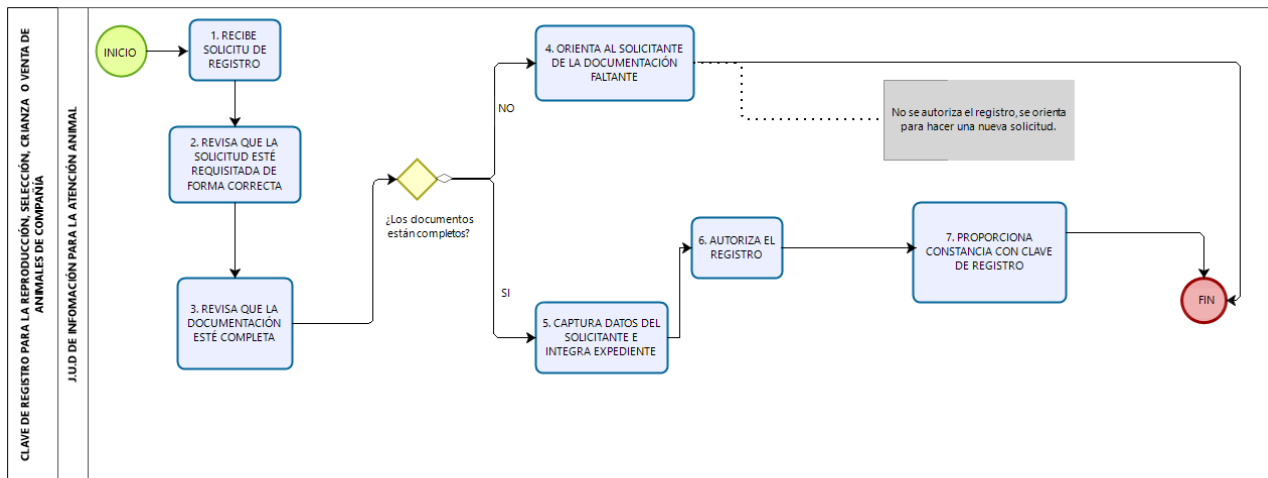 CLAVE DE REGISTRO PARA LA REPRODUCCIÓN, SELECCIÓN, CRIANZA O VENTA DE
ANIMALES DE COMPAÑÍA
J.U.D DE INFOMACIÓN PARA LA ATENCIÓN ANIMAL
INICIO
1. RECIBE
SOLICITU DE
REGISTRO
2. REVISA QUE LA
SOLICITUD ESTÉ
REQUISITADA DE
FORMA CORRECTA
3. REVISA QUE LA
DOCUMENTACIÓN
ESTÉ COMPLETA
¿Los documentos
están completos?
NO
4. ORIENTA AL SOLICITANTE
DE LA DOCUMENTACIÓN
FALTANTE
No se autoriza el registro, se orienta
para hacer una nueva solicitud.
SI
5. CAPTURA DATOS DEL
SOLICITANTE E
INTEGRA EXPEDIENTE
6. AUTORIZA EL
REGISTRO
7. PROPORCIONA
CONSTANCIA CON CLAVE
DE REGISTRO
FIN